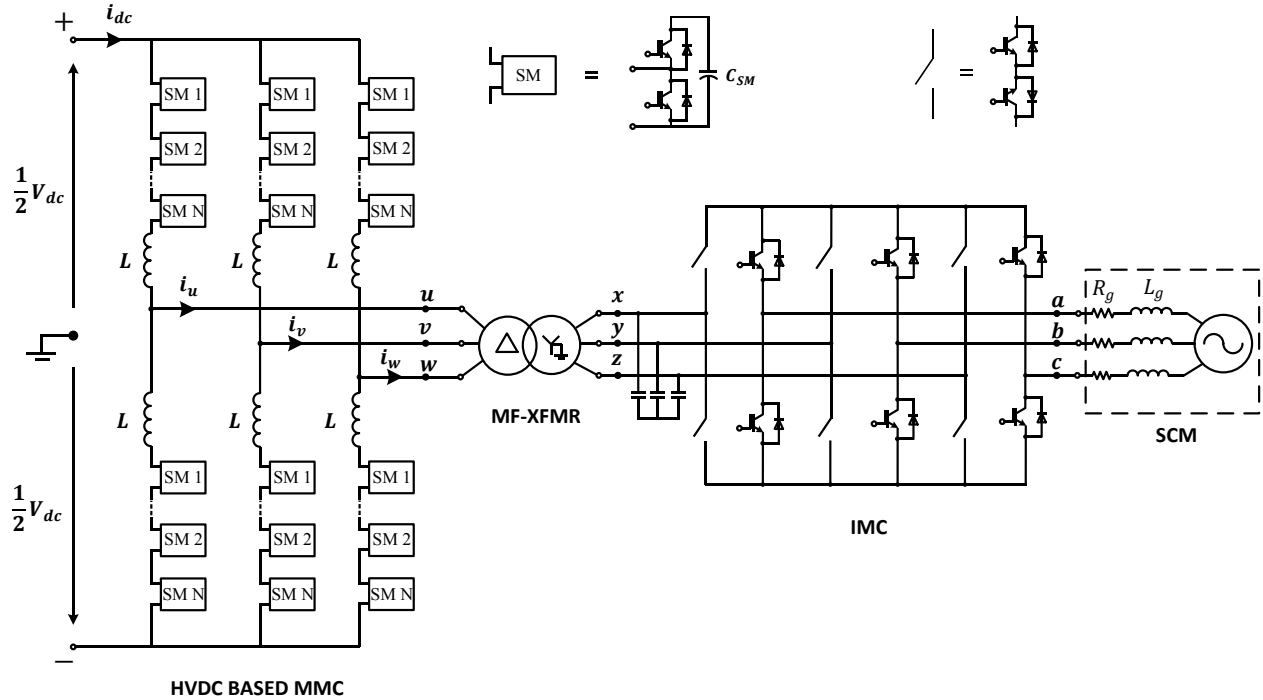 +
i_dc
SM 1
SM 1
SM 1
SM 2
SM 2
SM 2
SM N
SM N
SM N
L
L
L
1/2 V_dc
i_u
i_v
i_w
u
v
w
Δ
x
y
z
MF-XFMR
L
L
L
SM 1
SM 1
SM 1
SM 2
SM 2
SM 2
SM N
SM N
SM N
1/2 V_dc
−
HVDC BASED MMC
SM
=
C_SM
=
IMC
a
b
c
R_g
L_g
SCM